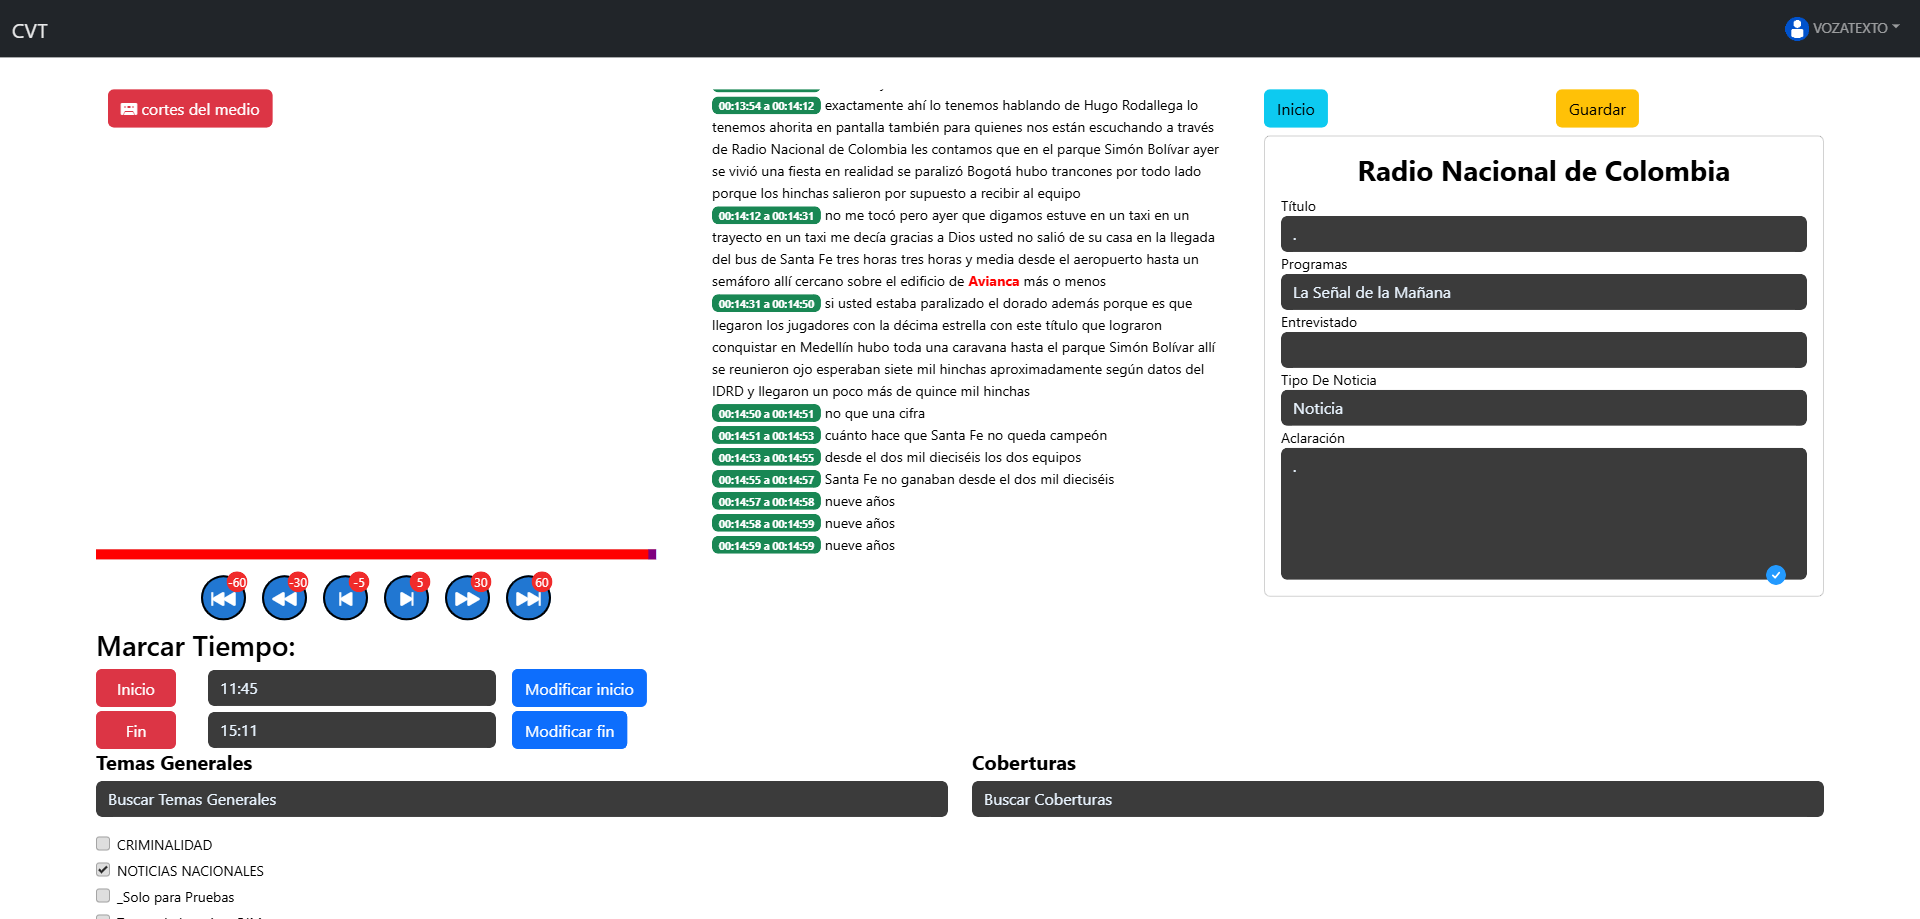 CVT
VOZATEXTO
cortes del medio
00:13:54 a 00:14:12 exactamente ahí lo tenemos hablando de Hugo Rodallega lo
tenemos ahorita en pantalla también para quienes nos están escuchando a través
de Radio Nacional de Colombia les contamos que en el parque Simón Bolívar ayer
se vivió una fiesta en realidad se paralizó Bogotá hubo trancones por todo lado
porque los hinchas salieron por supuesto a recibir al equipo
00:14:12 a 00:14:31 no me tocó pero ayer que digamos estuve en un taxi en un
trayecto en un taxi me decía gracias a Dios usted no salió de su casa en la llegada
del bus de Santa Fe tres horas tres horas y media desde el aeropuerto hasta un
semáforo allí cercano sobre el edificio de Avianca más o menos
00:14:31 a 00:14:50 si usted estaba paralizado el dorado además porque es que
llegaron los jugadores con la décima estrella con este título que lograron
conquistar en Medellín hubo toda una caravana hasta el parque Simón Bolívar allí
se reunieron ojo esperaban siete mil hinchas aproximadamente según datos del
IDRD y llegaron un poco más de quince mil hinchas
00:14:50 a 00:14:51 no que una cifra
00:14:51 a 00:14:53 cuánto hace que Santa Fe no queda campeón
00:14:53 a 00:14:55 desde el dos mil dieciséis los dos equipos
00:14:55 a 00:14:57 Santa Fe no ganaban desde el dos mil dieciséis
00:14:57 a 00:14:58 nueve años
00:14:58 a 00:14:59 nueve años
00:14:59 a 00:14:59 nueve años
Inicio
Guardar
Radio Nacional de Colombia
Título
.
Programas
La Señal de la Mañana
Entrevistado
Tipo De Noticia
Noticia
Aclaración
.
-60 -30 -5 5 30 60
Marcar Tiempo:
Inicio 11:45 Modificar inicio
Fin 15:11 Modificar fin
Temas Generales
Buscar Temas Generales
CRIMINALIDAD
NOTICIAS NACIONALES
_Solo para Pruebas
Coberturas
Buscar Coberturas